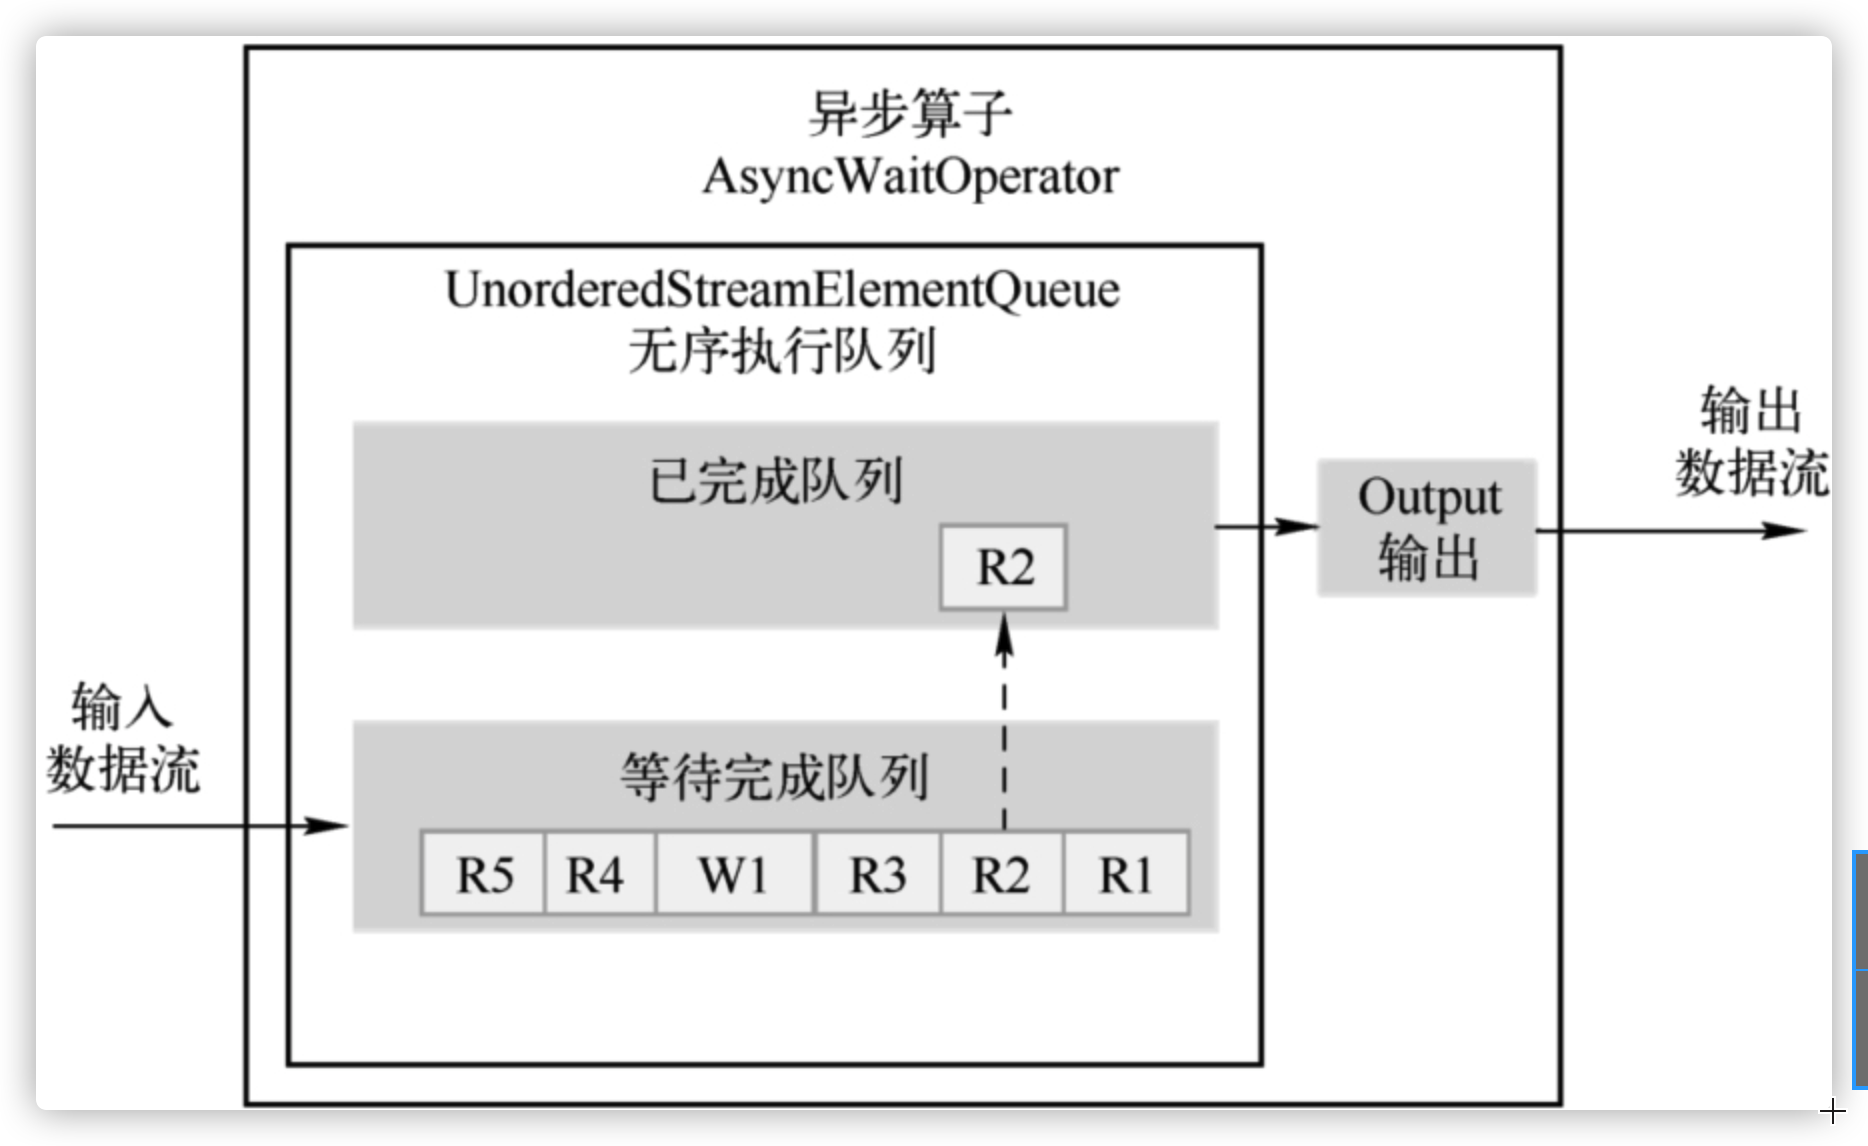 异步算子
AsyncWaitOperator
UnorderedStreamElementQueue
无序执行队列
已完成队列
R2
Output
输出
输出
数据流
输入
数据流
等待完成队列
R5 R4 W1 R3 R2 R1